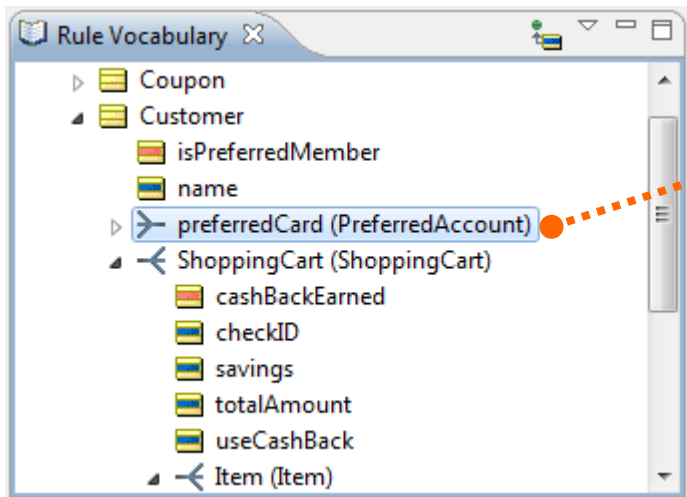 Rule Vocabulary
Coupon
Customer
isPreferredMember
name
preferredCard (PreferredAccount)
ShoppingCart (ShoppingCart)
cashBackEarned
checkID
savings
totalAmount
useCashBack
Item (Item)